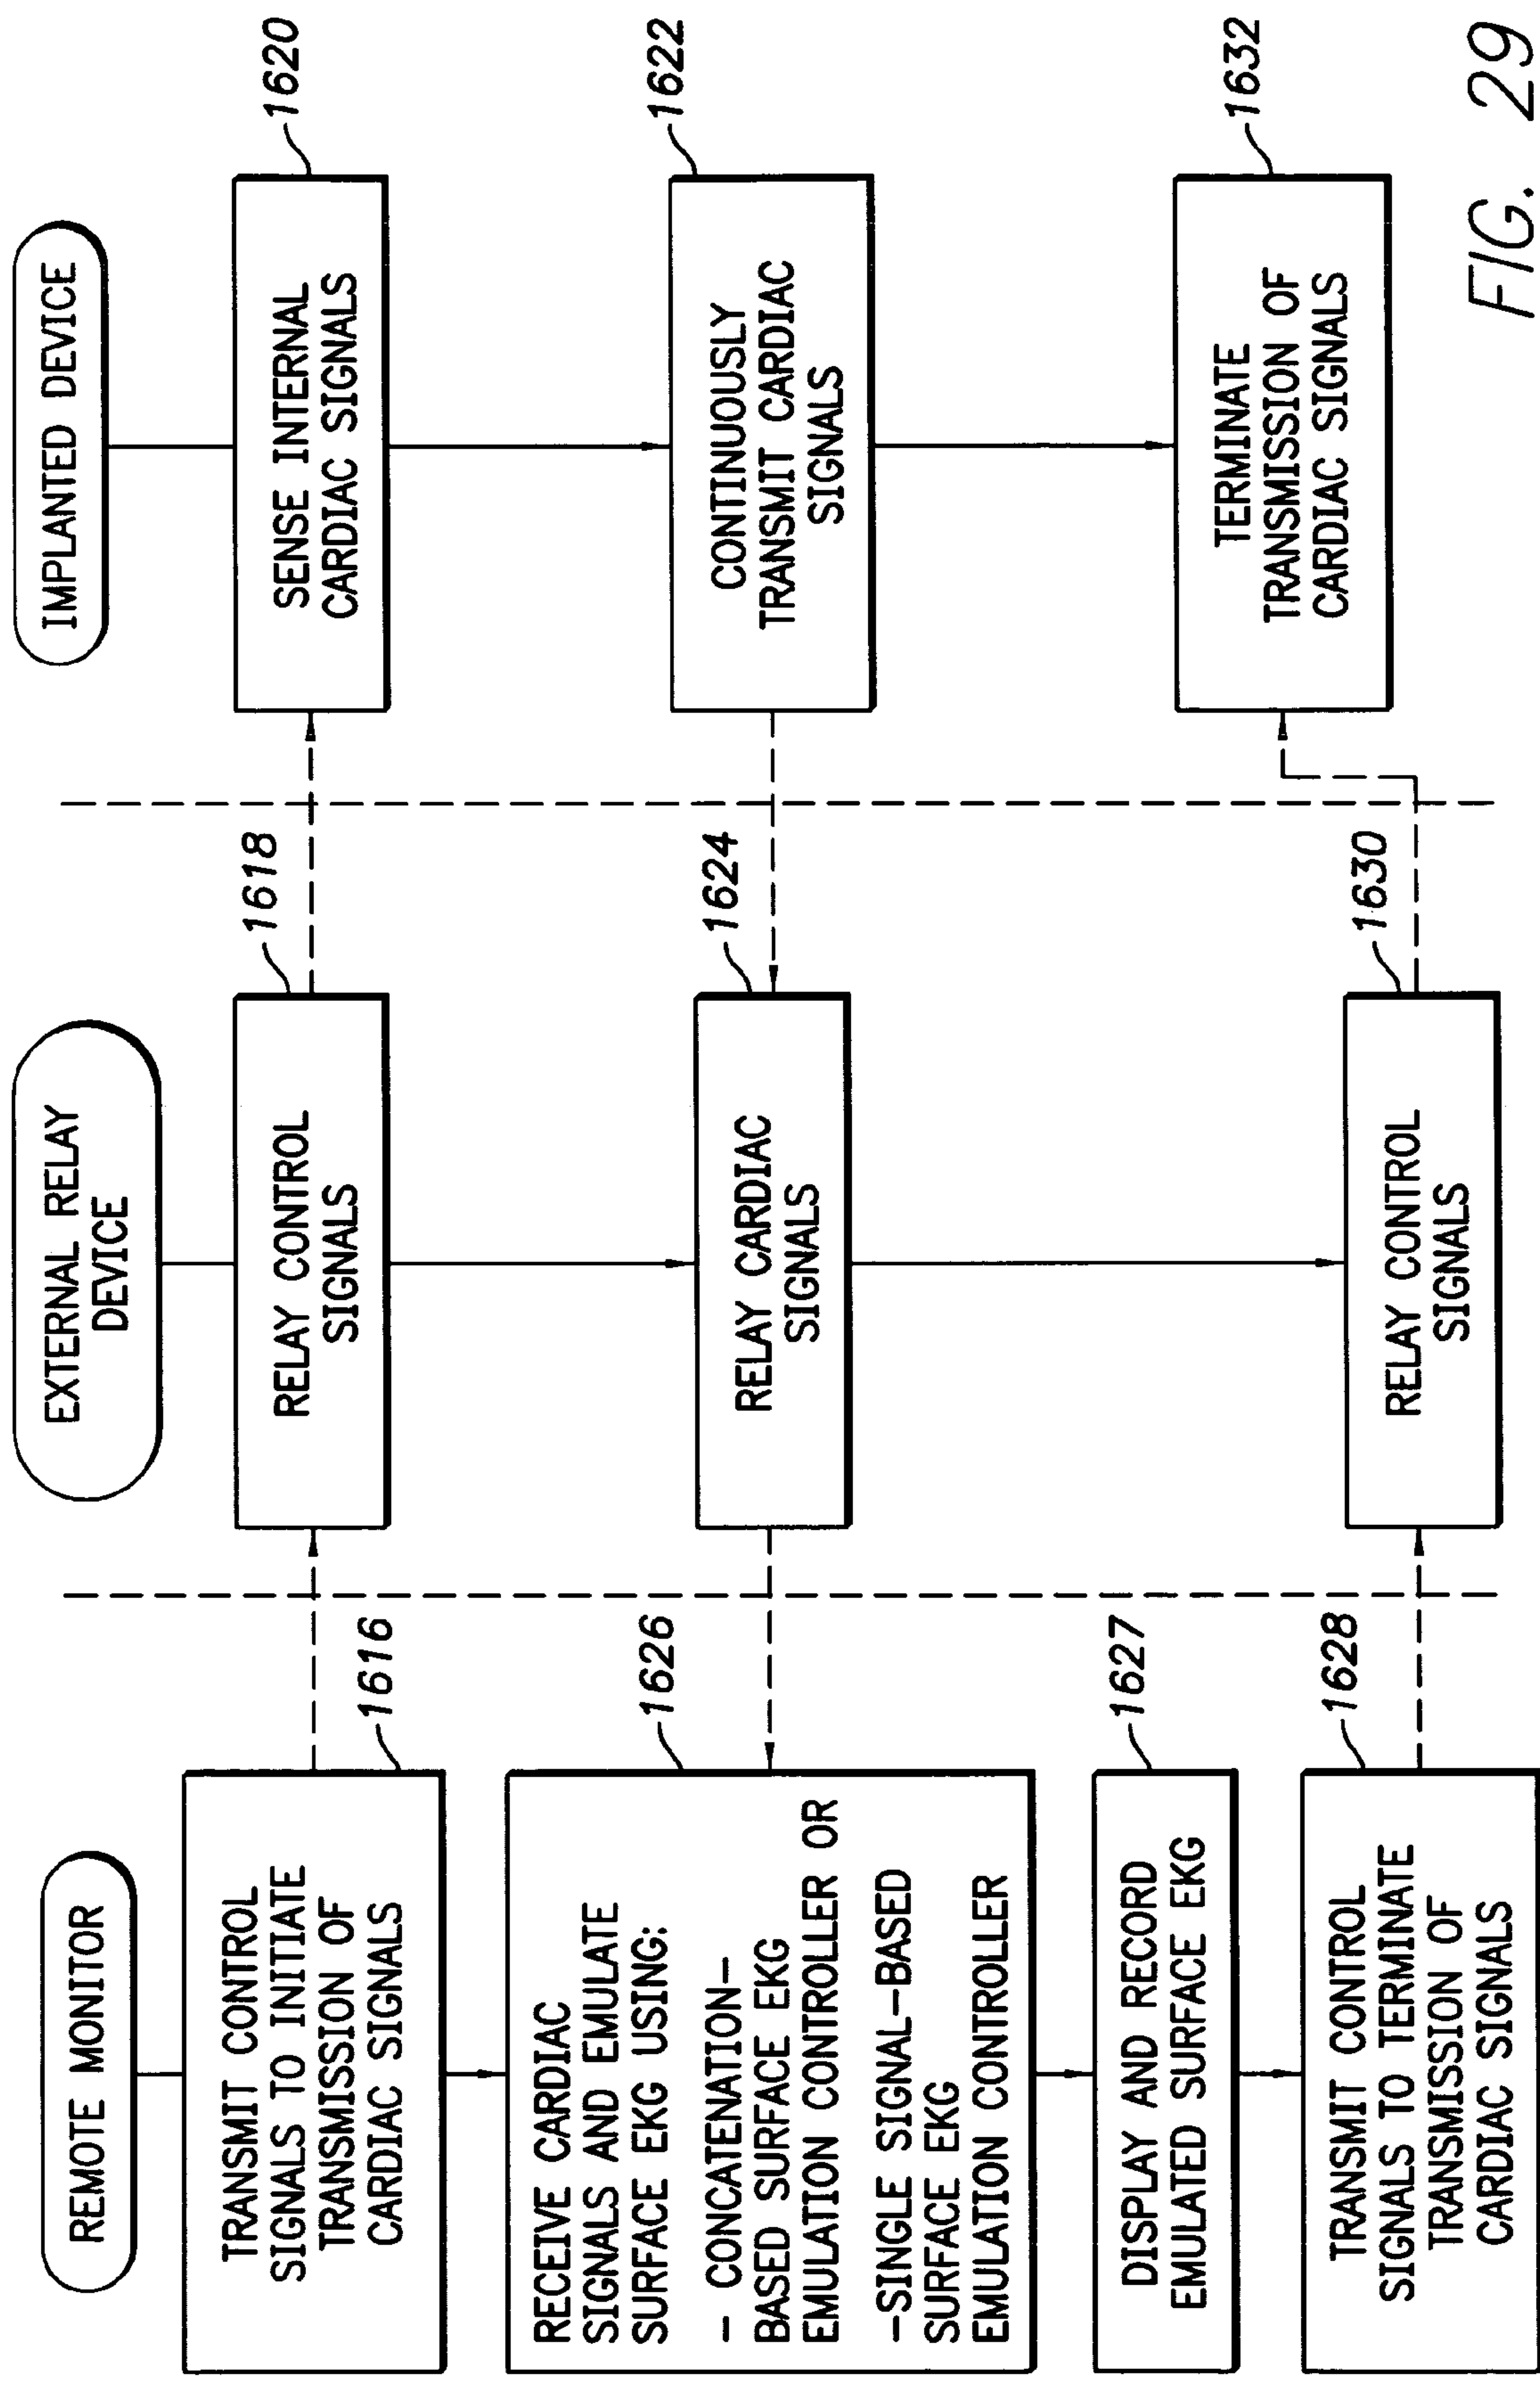 REMOTE MONITOR
TRANSMIT CONTROL
SIGNALS TO INITIATE
TRANSMISSION OF
CARDIAC SIGNALS
1616
RECEIVE CARDIAC
SIGNALS AND EMULATE
SURFACE EKG USING:
- CONCATENATION-
BASED SURFACE EKG
EMULATION CONTROLLER OR
-SINGLE SIGNAL-BASED
SURFACE EKG
EMULATION CONTROLLER
1626
DISPLAY AND RECORD
EMULATED SURFACE EKG
1627
TRANSMIT CONTROL
SIGNALS TO TERMINATE
TRANSMISSION OF
CARDIAC SIGNALS
1628
EXTERNAL RELAY
DEVICE
RELAY CONTROL
SIGNALS
1618
RELAY CARDIAC
SIGNALS
1624
RELAY CONTROL
SIGNALS
1630
IMPLANTED DEVICE
SENSE INTERNAL
CARDIAC SIGNALS
1620
CONTINUOUSLY
TRANSMIT CARDIAC
SIGNALS
1622
TERMINATE
TRANSMISSION OF
CARDIAC SIGNALS
1632
FIG. 29